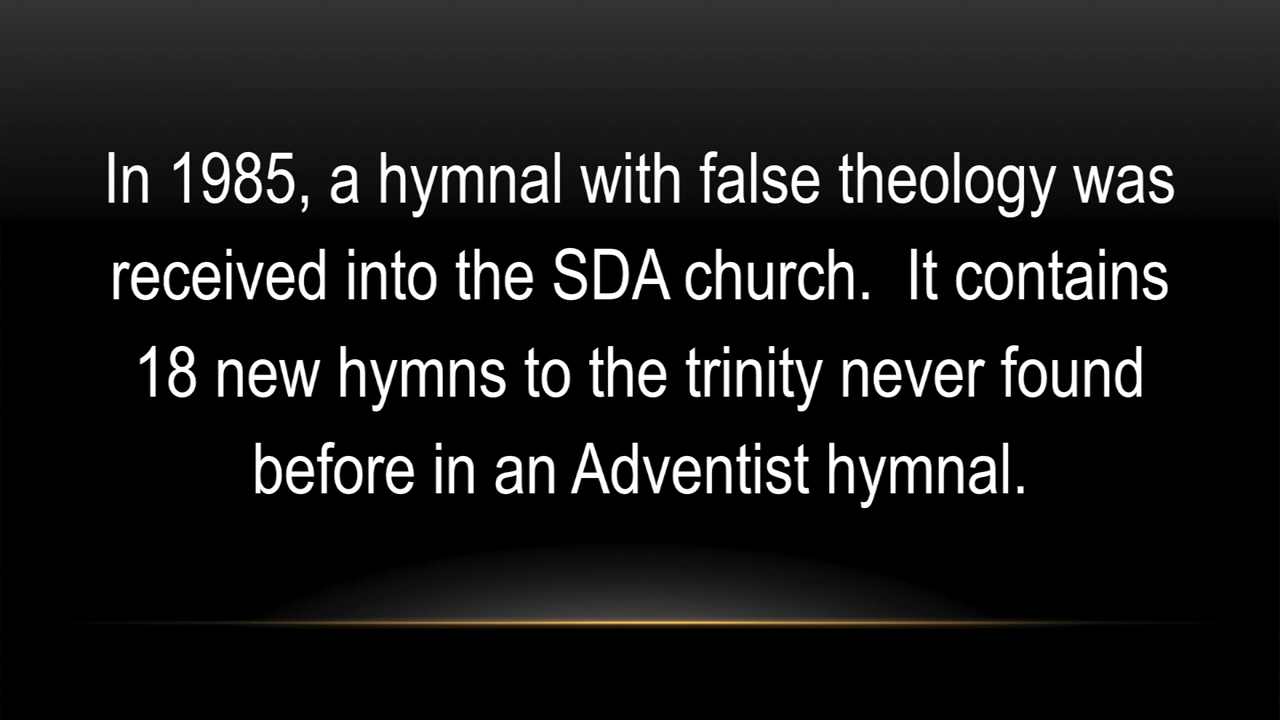 In 1985, a hymnal with false theology was
received into the SDA church.  It contains
18 new hymns to the trinity never found
before in an Adventist hymnal.